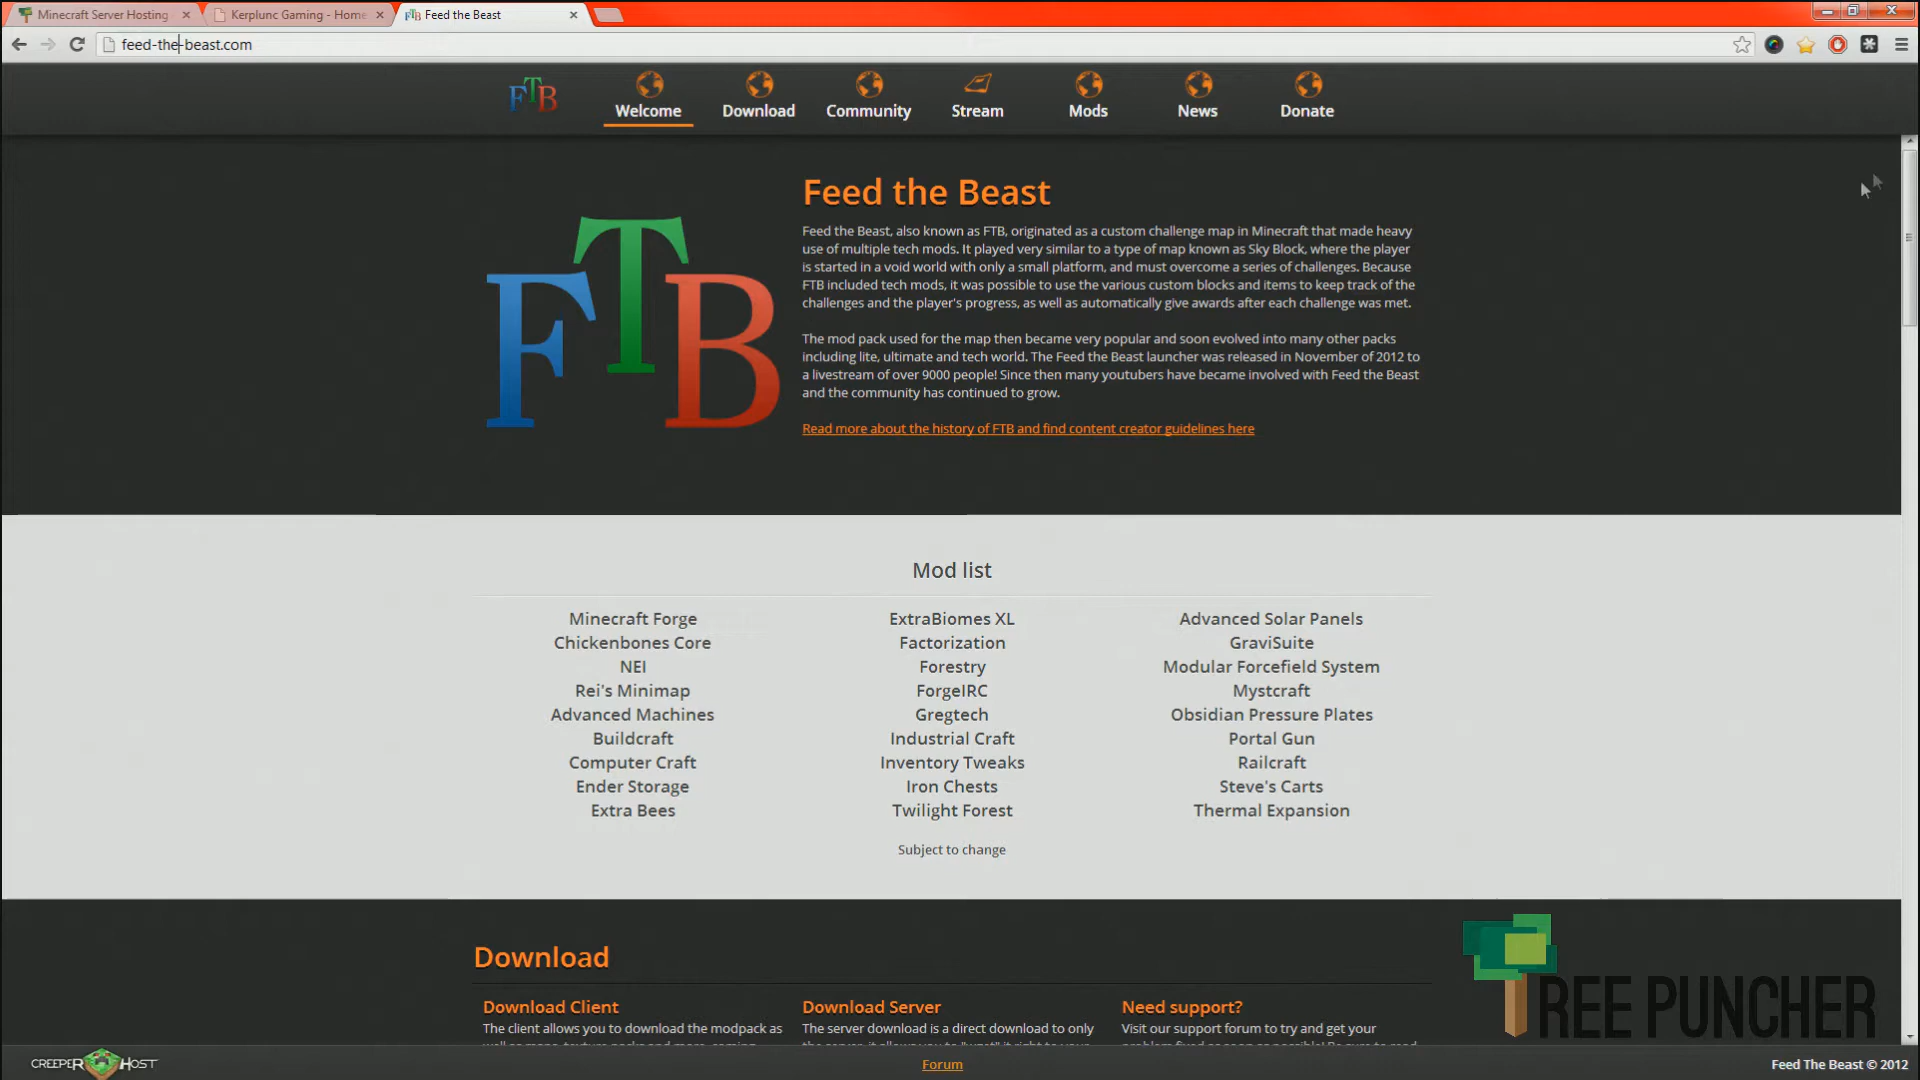 Minecraft Server Hosting
Kerplunc Gaming - Home
FTB Feed the Beast
feed-the-beast.com
FTB
Welcome
Download
Community
Stream
Mods
News
Donate
FTB
Feed the Beast
Feed the Beast, also known as FTB, originated as a custom challenge map in Minecraft that made heavy
use of multiple tech mods. It played very similar to a type of map known as Sky Block, where the player
is started in a void world with only a small platform, and must overcome a series of challenges. Because
FTB included tech mods, it was possible to use the various custom blocks and items to keep track of the
challenges and the player's progress, as well as automatically give awards after each challenge was met.
The mod pack used for the map then became very popular and soon evolved into many other packs
including lite, ultimate and tech world. The Feed the Beast launcher was released in November of 2012 to
a livestream of over 9000 people! Since then many youtubers have became involved with Feed the Beast
and the community has continued to grow.
Read more about the history of FTB and find content creator guidelines here
Mod list
Minecraft Forge
Chickenbones Core
NEI
Rei's Minimap
Advanced Machines
Buildcraft
Computer Craft
Ender Storage
Extra Bees
ExtraBiomes XL
Factorization
Forestry
ForgeIRC
Gregtech
Industrial Craft
Inventory Tweaks
Iron Chests
Twilight Forest
Advanced Solar Panels
GraviSuite
Modular Forcefield System
Mystcraft
Obsidian Pressure Plates
Portal Gun
Railcraft
Steve's Carts
Thermal Expansion
Subject to change
Download
Download Client
The client allows you to download the modpack as
Download Server
The server download is a direct download to only
Need support?
Visit our support forum to try and get your
TREE PUNCHER
CREEPER HOST
Forum
Feed The Beast © 2012